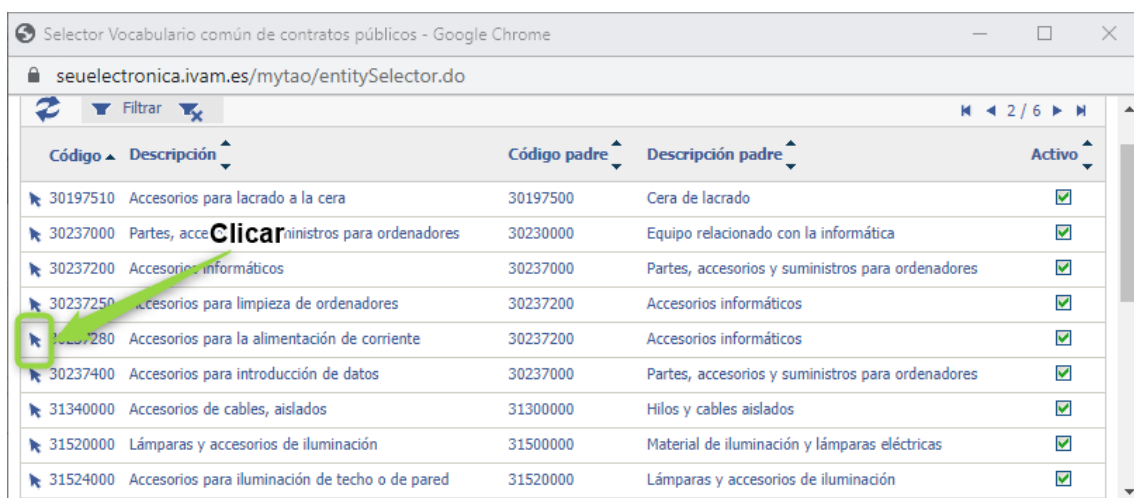 Selector Vocabulario común de contratos públicos - Google Chrome
seuelectronica.ivam.es/mytao/entitySelector.do
Filtrar 2 / 6
Código Descripción Código padre Descripción padre Activo
30197510 Accesorios para lacrado a la cera 30197500 Cera de lacrado
30237000 Partes, Clicar para ordenadores 30230000 Equipo relacionado con la informática
30237200 Accesorios informáticos 30237000 Partes, accesorios y suministros para ordenadores
30237250 Accesorios para limpieza de ordenadores 30237200 Accesorios informáticos
Accesorios para la alimentación de corriente 30237200 Accesorios informáticos
30237400 Accesorios para introducción de datos 30237000 Partes, accesorios y suministros para ordenadores
31340000 Accesorios de cables, aislados 31300000 Hilos y cables aislados
31520000 Lámparas y accesorios de iluminación 31500000 Material de iluminación y lámparas eléctricas
31524000 Accesorios para iluminación de techo o de pared 31520000 Lámparas y accesorios de iluminación